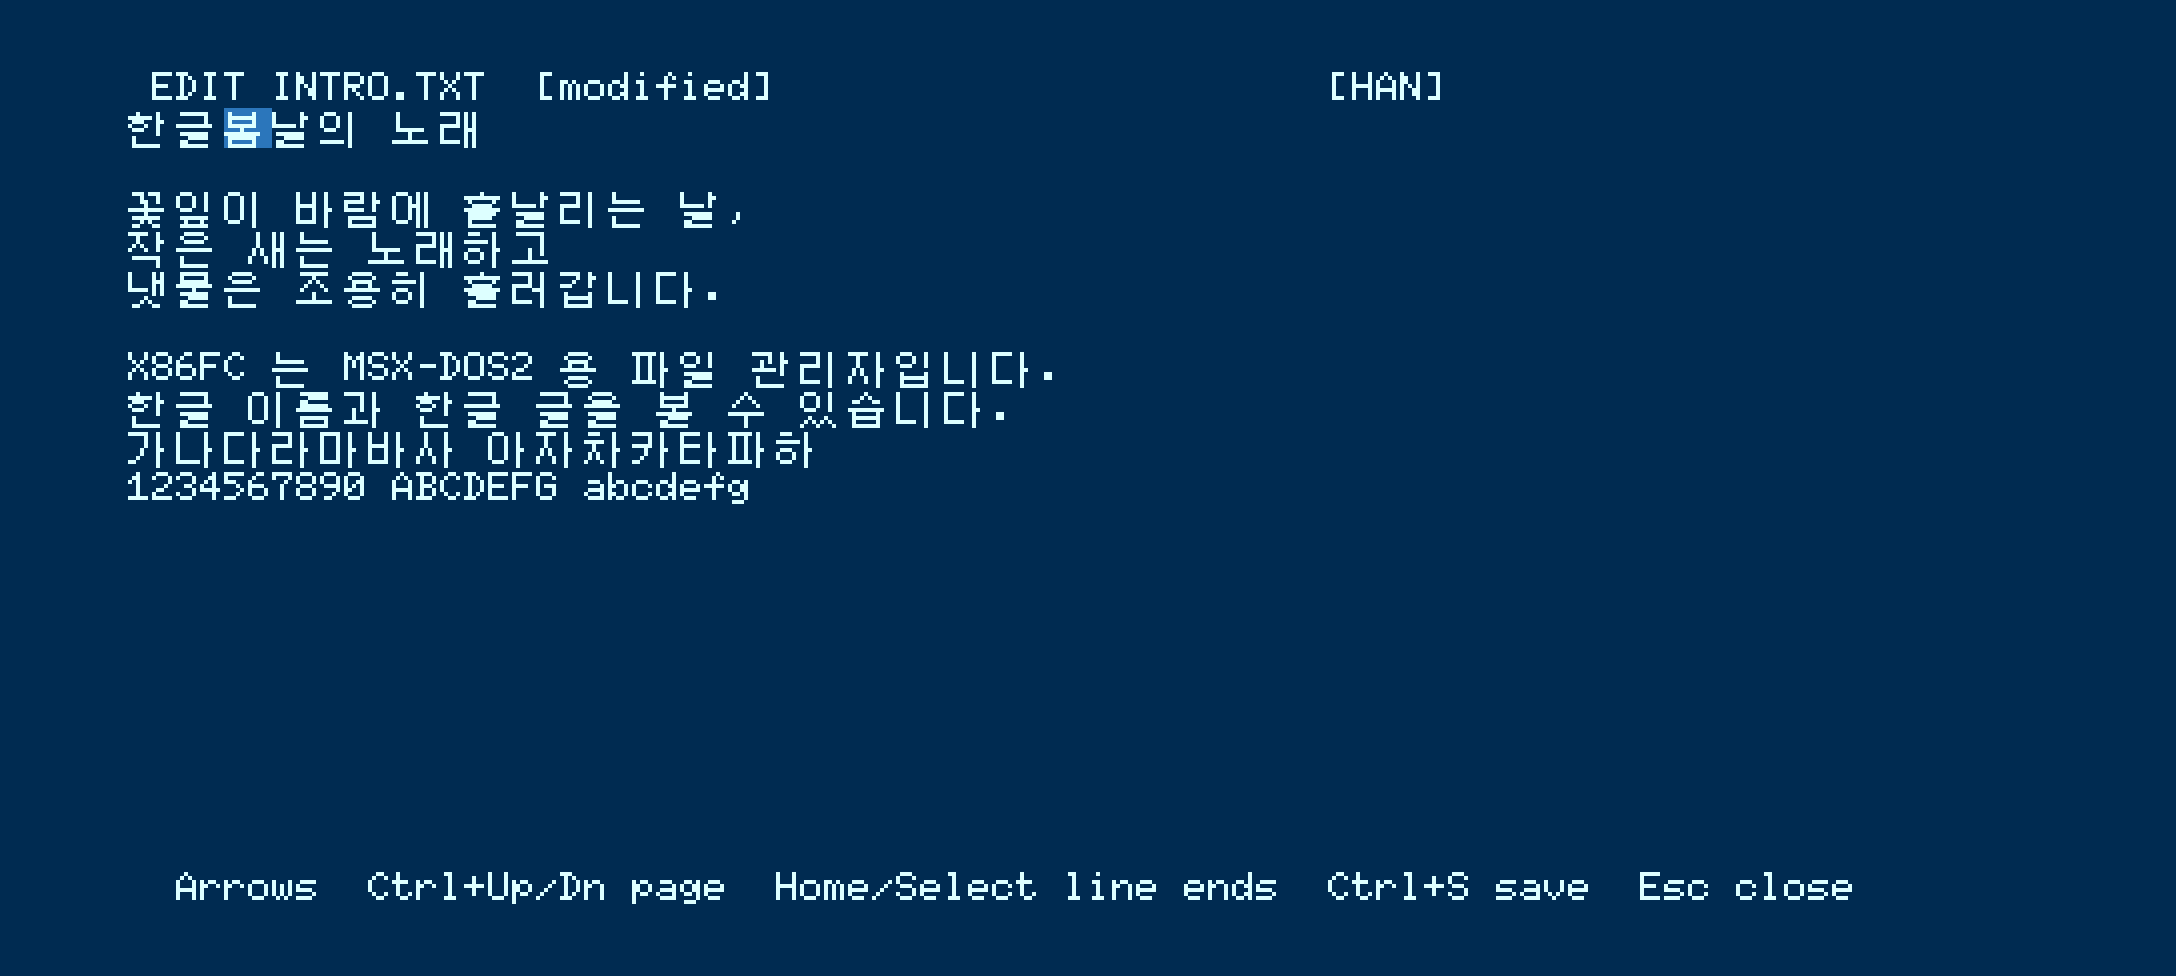 EDIT INTRO.TXT  [modified]  [HAN]
한글봄날의 노래
꽃잎이 바람에 흩날리는 날,
작은 새는 노래하고
냇물은 조용히 흘러갑니다.
X86FC 는 MSX-DOS2 용 파일 관리자입니다.
한글 이름과 한글 글을 볼 수 있습니다.
가나다라마바사 아자차카타파하
1234567890 ABCDEFG abcdefg
Arrows  Ctrl+Up/Dn page  Home/Select line ends  Ctrl+S save  Esc close